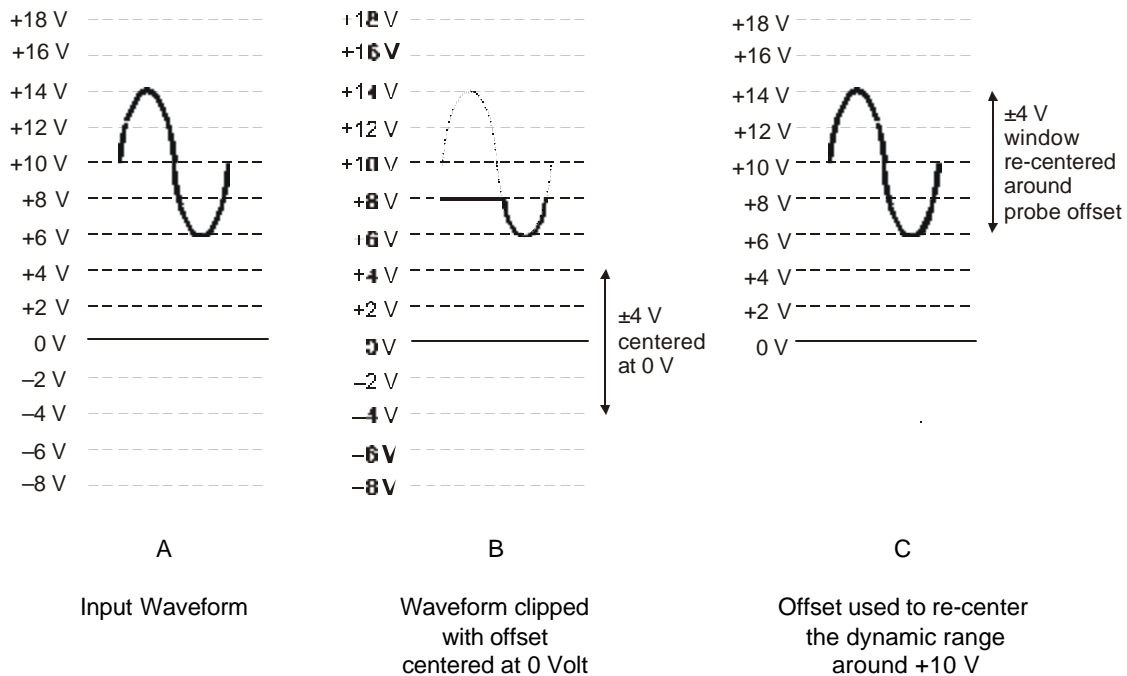 +18 V
+16 V
+14 V
+12 V
+10 V
+8 V
+6 V
+4 V
+2 V
0 V
–2 V
–4 V
–6 V
–8 V
A
Input Waveform
+18 V
+16 V
+14 V
+12 V
+10 V
+8 V
+6 V
+4 V
+2 V
0 V
–2 V
–4 V
–6 V
–8 V
±4 V
centered
at 0 V
B
Waveform clipped
with offset
centered at 0 Volt
+18 V
+16 V
+14 V
+12 V
+10 V
+8 V
+6 V
+4 V
+2 V
0 V
±4 V
window
re-centered
around
probe offset
C
Offset used to re-center
the dynamic range
around +10 V